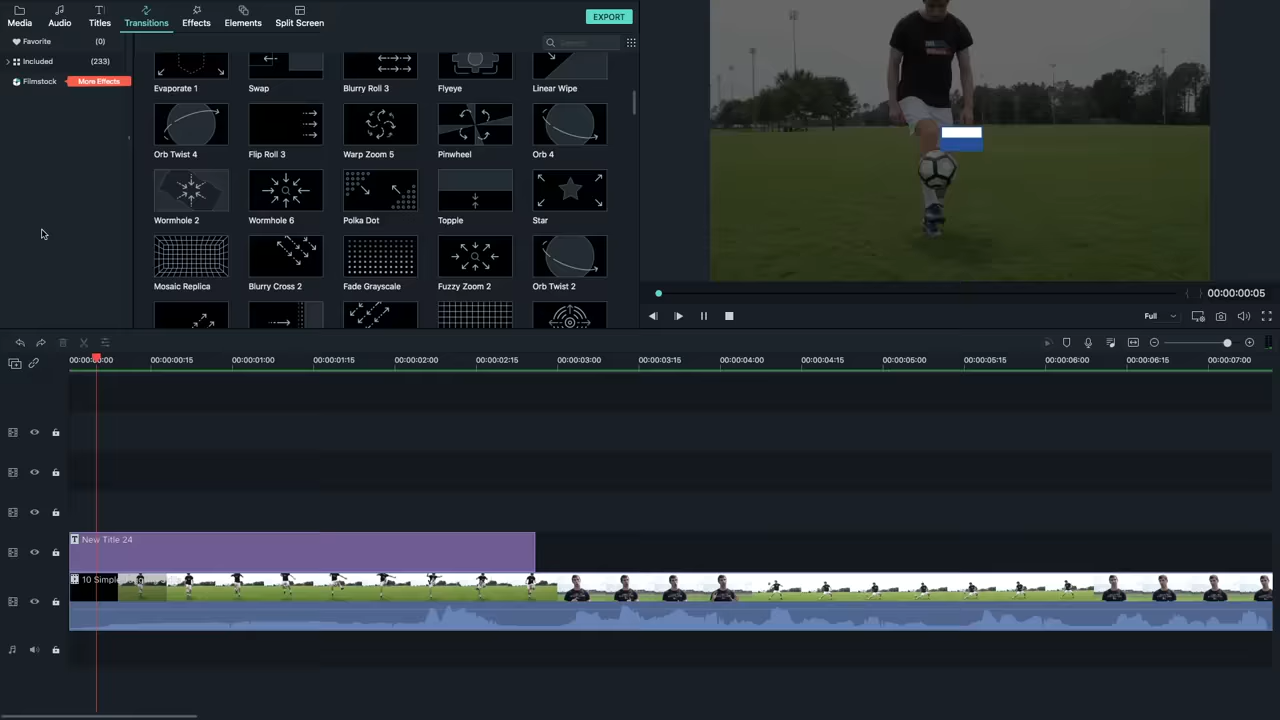 Media Audio Titles Transitions Effects Elements Split Screen EXPORT
Favorite (0)
Included (233)
Filmstock More Effects
Evaporate 1 Swap Blurry Roll 3 Flyeye Linear Wipe
Orb Twist 4 Flip Roll 3 Warp Zoom 5 Pinwheel Orb 4
Wormhole 2 Wormhole 6 Polka Dot Topple Star
Mosaic Replica Blurry Cross 2 Fade Grayscale Fuzzy Zoom 2 Orb Twist 2
00:00:00:05
Full
00:00:00:00 00:00:00:15 00:00:01:00 00:00:01:15 00:00:02:00 00:00:02:15 00:00:03:00 00:00:03:15 00:00:04:00 00:00:04:15 00:00:05:00 00:00:05:15 00:00:06:00 00:00:06:15 00:00:07:00
New Title 24
10 Simple